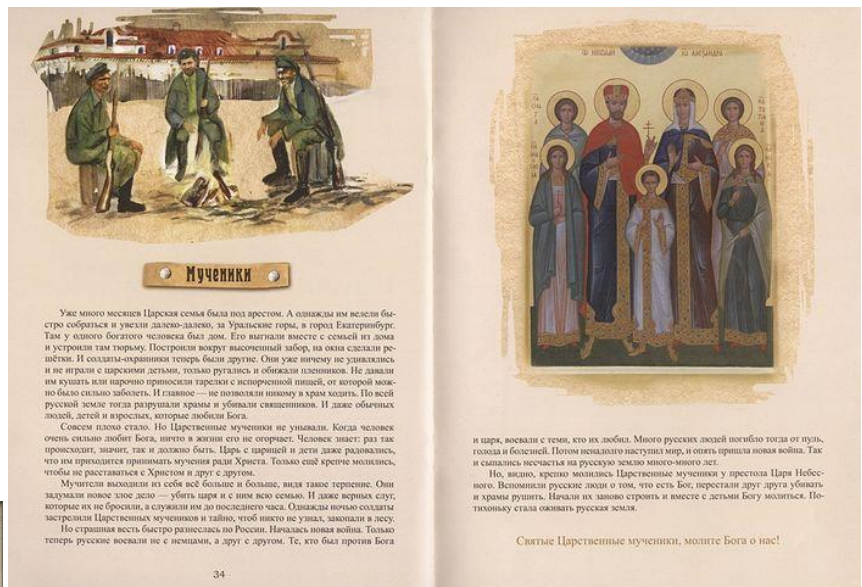 Мученики
Уже много месяцев Царская семья была под арестом. А однажды им велели бы-
стро собраться и увезли далеко-далеко, за Уральские горы, в город Екатеринбург.
Там у одного богатого человека был дом. Его выгнали вместе с семьей из дома
и устроили там тюрьму. Построили вокруг высоченный забор, на окна сделали ре-
шётки. И солдаты-охранники теперь были другие. Они уже ничему не удивлялись
и не играли с царскими детьми, только ругались и обижали пленников. Не давали
им кушать или нарочно приносили тарелки с испорченной пищей, от которой мож-
но было сильно заболеть. И главное — не позволяли никому в храм ходить. По всей
русской земле тогда разрушали храмы и убивали священников. И даже обычных
людей, детей и взрослых, которые любили Бога.
Совсем плохо стало. Но Царственные мученики не унывали. Когда человек
очень сильно любит Бога, ничто в жизни его не огорчает. Человек знает: раз так
происходит, значит, так и должно быть. Царь с царицей и дети даже радовались,
что им приходится принимать мучения ради Христа. Только ещё крепче молились,
чтобы не расставаться с Христом и друг с другом.
Мучители выходили из себя всё больше и больше, видя такое терпение. Они
задумали новое злое дело — убить царя и с ним всю семью. И даже верных слуг,
которые их не бросили, а служили им до последнего часа. Однажды ночью солдаты
застрелили Царственных мучеников и тайно, чтоб никто не узнал, закопали в лесу.
Но страшная весть быстро разнеслась по России. Началась новая война. Только
теперь русские воевали не с немцами, а друг с другом. Те, кто был против Бога
34
и царя, воевали с теми, кто их любил. Много русских людей погибло тогда от пуль,
голода и болезней. Потом ненадолго наступил мир, и опять пришла новая война. Так
и сыпались несчастья на русскую землю много-много лет.
Но, видно, крепко молились Царственные мученики у престола Царя Небес-
ного. Вспомнили русские люди о том, что есть Бог, перестали друг друга убивать
и храмы рушить. Начали их заново строить и вместе с детьми Богу молиться. По-
тихоньку стала оживать русская земля.
Святые Царственные мученики, молите Бога о нас!